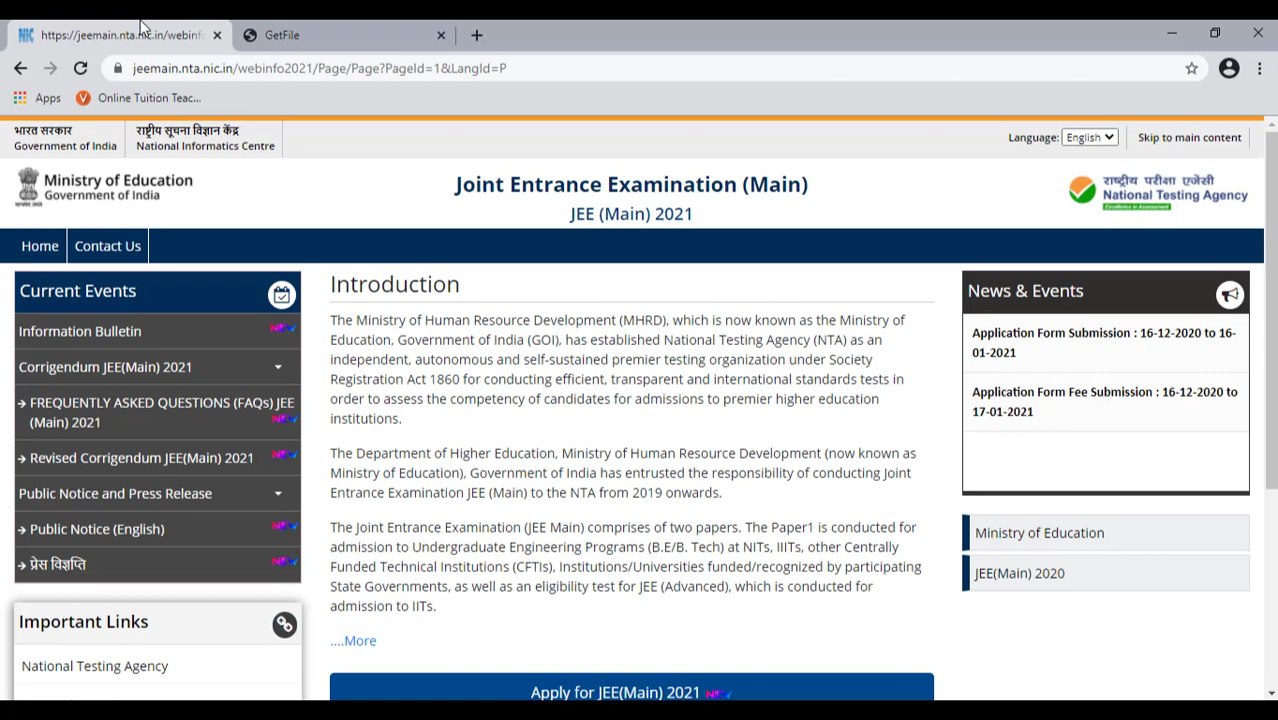 https://jeemain.nta.nic.in/webinf
GetFile
jeemain.nta.nic.in/webinfo2021/Page/Page?PageId=1&LangId=P
Apps
Online Tuition Teac...
भारत सरकार
Government of India
राष्ट्रीय सूचना विज्ञान केंद्र
National Informatics Centre
Language: English
Skip to main content
Ministry of Education
Government of India
Joint Entrance Examination (Main)
JEE (Main) 2021
राष्ट्रीय परीक्षा एजेंसी
National Testing Agency
Excellence in Assessment
Home
Contact Us
Current Events
Information Bulletin
Corrigendum JEE(Main) 2021
FREQUENTLY ASKED QUESTIONS (FAQs) JEE
(Main) 2021
Revised Corrigendum JEE(Main) 2021
Public Notice and Press Release
Public Notice (English)
प्रेस विज्ञप्ति
Important Links
National Testing Agency
Introduction
The Ministry of Human Resource Development (MHRD), which is now known as the Ministry of
Education, Government of India (GOI), has established National Testing Agency (NTA) as an
independent, autonomous and self-sustained premier testing organization under Society
Registration Act 1860 for conducting efficient, transparent and international standards tests in
order to assess the competency of candidates for admissions to premier higher education
institutions.
The Department of Higher Education, Ministry of Human Resource Development (now known as
Ministry of Education), Government of India has entrusted the responsibility of conducting Joint
Entrance Examination JEE (Main) to the NTA from 2019 onwards.
The Joint Entrance Examination (JEE Main) comprises of two papers. The Paper1 is conducted for
admission to Undergraduate Engineering Programs (B.E/B. Tech) at NITs, IIITs, other Centrally
Funded Technical Institutions (CFTIs), Institutions/Universities funded/recognized by participating
State Governments, as well as an eligibility test for JEE (Advanced), which is conducted for
admission to IITs.
....More
Apply for JEE(Main) 2021
News & Events
Application Form Submission : 16-12-2020 to 16-
01-2021
Application Form Fee Submission : 16-12-2020 to
17-01-2021
Ministry of Education
JEE(Main) 2020